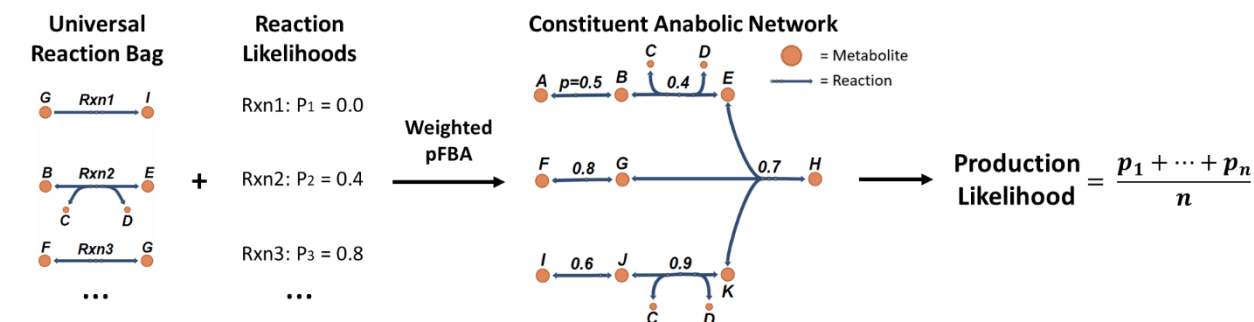 Universal
Reaction Bag
Reaction
Likelihoods
Constituent Anabolic Network
G Rxn1 I
B Rxn2 E
C D
F Rxn3 G
...
+
Rxn1: P₁ = 0.0
Rxn2: P₂ = 0.4
Rxn3: P₃ = 0.8
...
Weighted
pFBA
C D
A p=0.5 B 0.4 E
F 0.8 G 0.7 H
I 0.6 J 0.9 K
C D
= Metabolite
= Reaction
Production
Likelihood = (p₁ + ··· + pₙ) / n